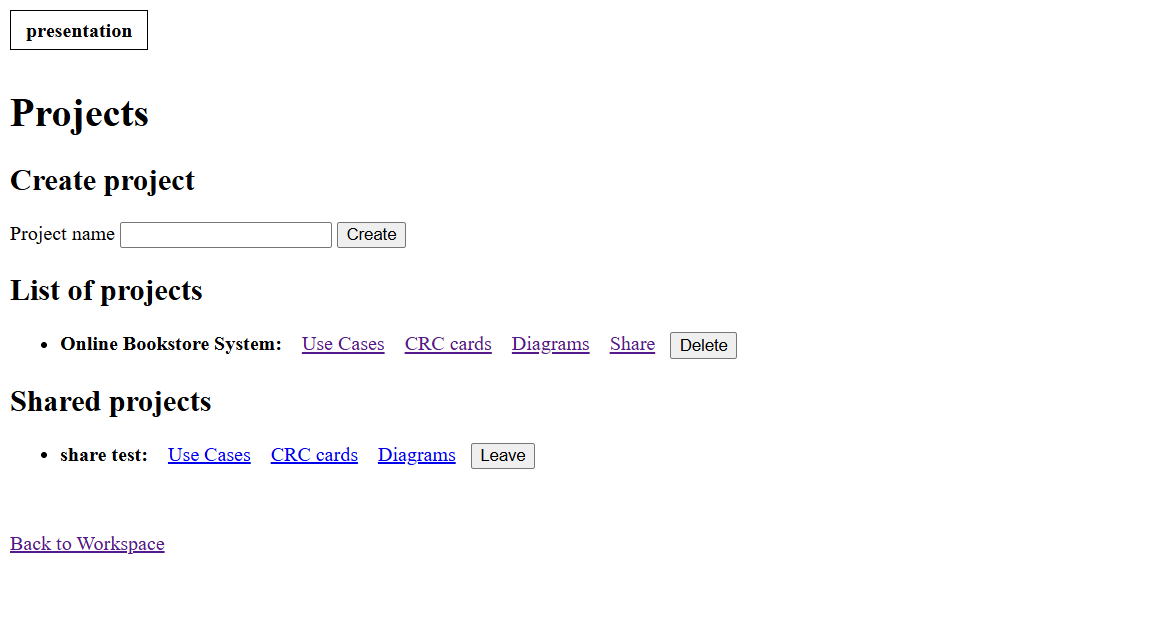 presentation
Projects
Create project
Project name Create
List of projects
Online Bookstore System: Use Cases CRC cards Diagrams Share Delete
Shared projects
share test: Use Cases CRC cards Diagrams Leave
Back to Workspace